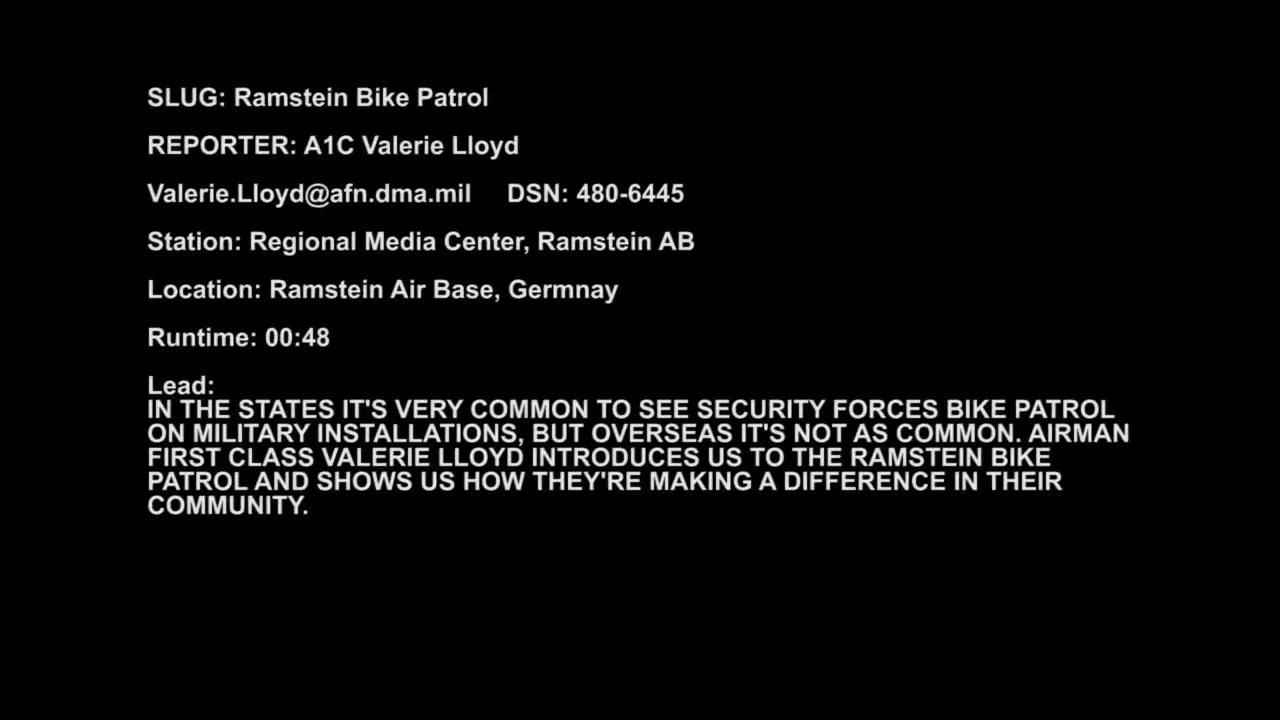 SLUG: Ramstein Bike Patrol
REPORTER: A1C Valerie Lloyd
Valerie.Lloyd@afn.dma.mil DSN: 480-6445
Station: Regional Media Center, Ramstein AB
Location: Ramstein Air Base, Germnay
Runtime: 00:48
Lead:
IN THE STATES IT'S VERY COMMON TO SEE SECURITY FORCES BIKE PATROL
ON MILITARY INSTALLATIONS, BUT OVERSEAS IT'S NOT AS COMMON. AIRMAN
FIRST CLASS VALERIE LLOYD INTRODUCES US TO THE RAMSTEIN BIKE
PATROL AND SHOWS US HOW THEY'RE MAKING A DIFFERENCE IN THEIR
COMMUNITY.